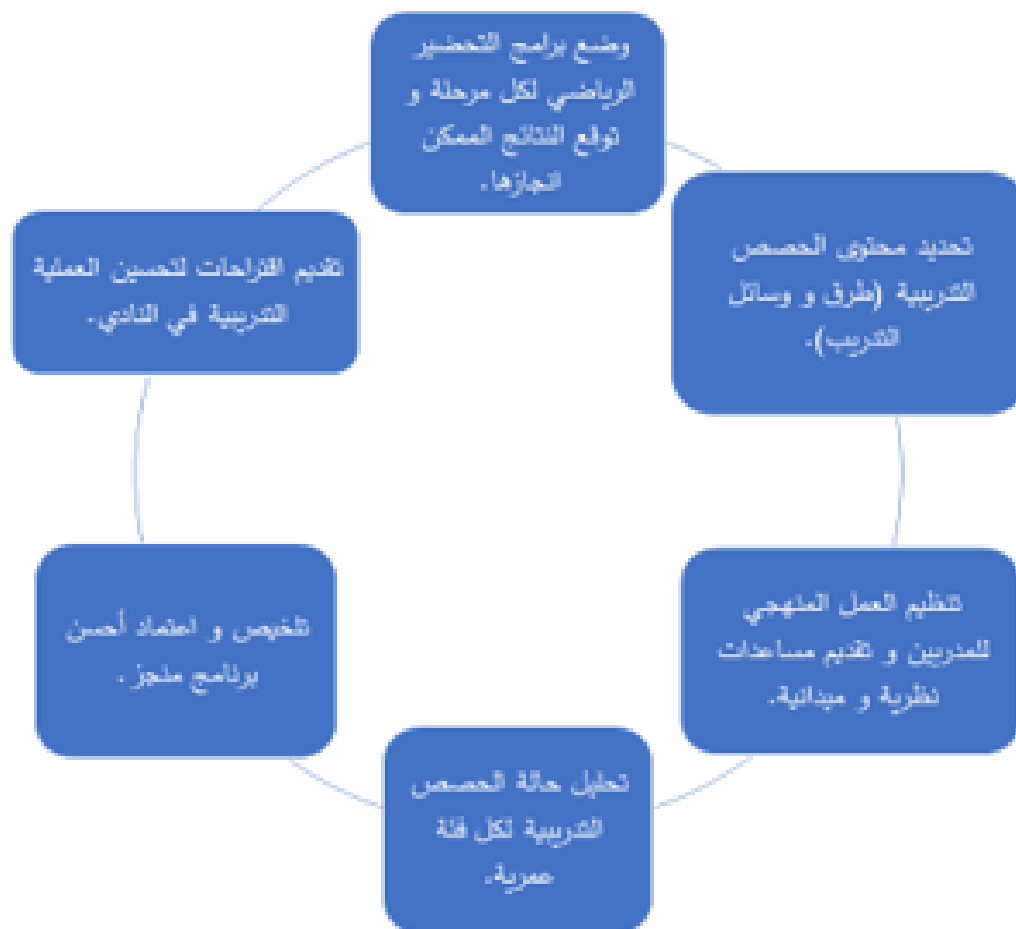 وضع برامج التحضير
الرياضي لكل مرحلة و
توقع النتائج الممكن
انجازها.
تحديد محتوى الحصص
التدريبية (طرق و وسائل
التدريب).
تنظيم العمل المنهجي
للمدربين و تقديم مساعدات
نظرية و ميدانية.
تحليل حالة الحصص
التدريبية لكل فئة
عمرية.
تلخيص و اعتماد أحسن
برنامج منجز.
تقديم اقتراحات لتحسين العملية
التدريبية في النادي.